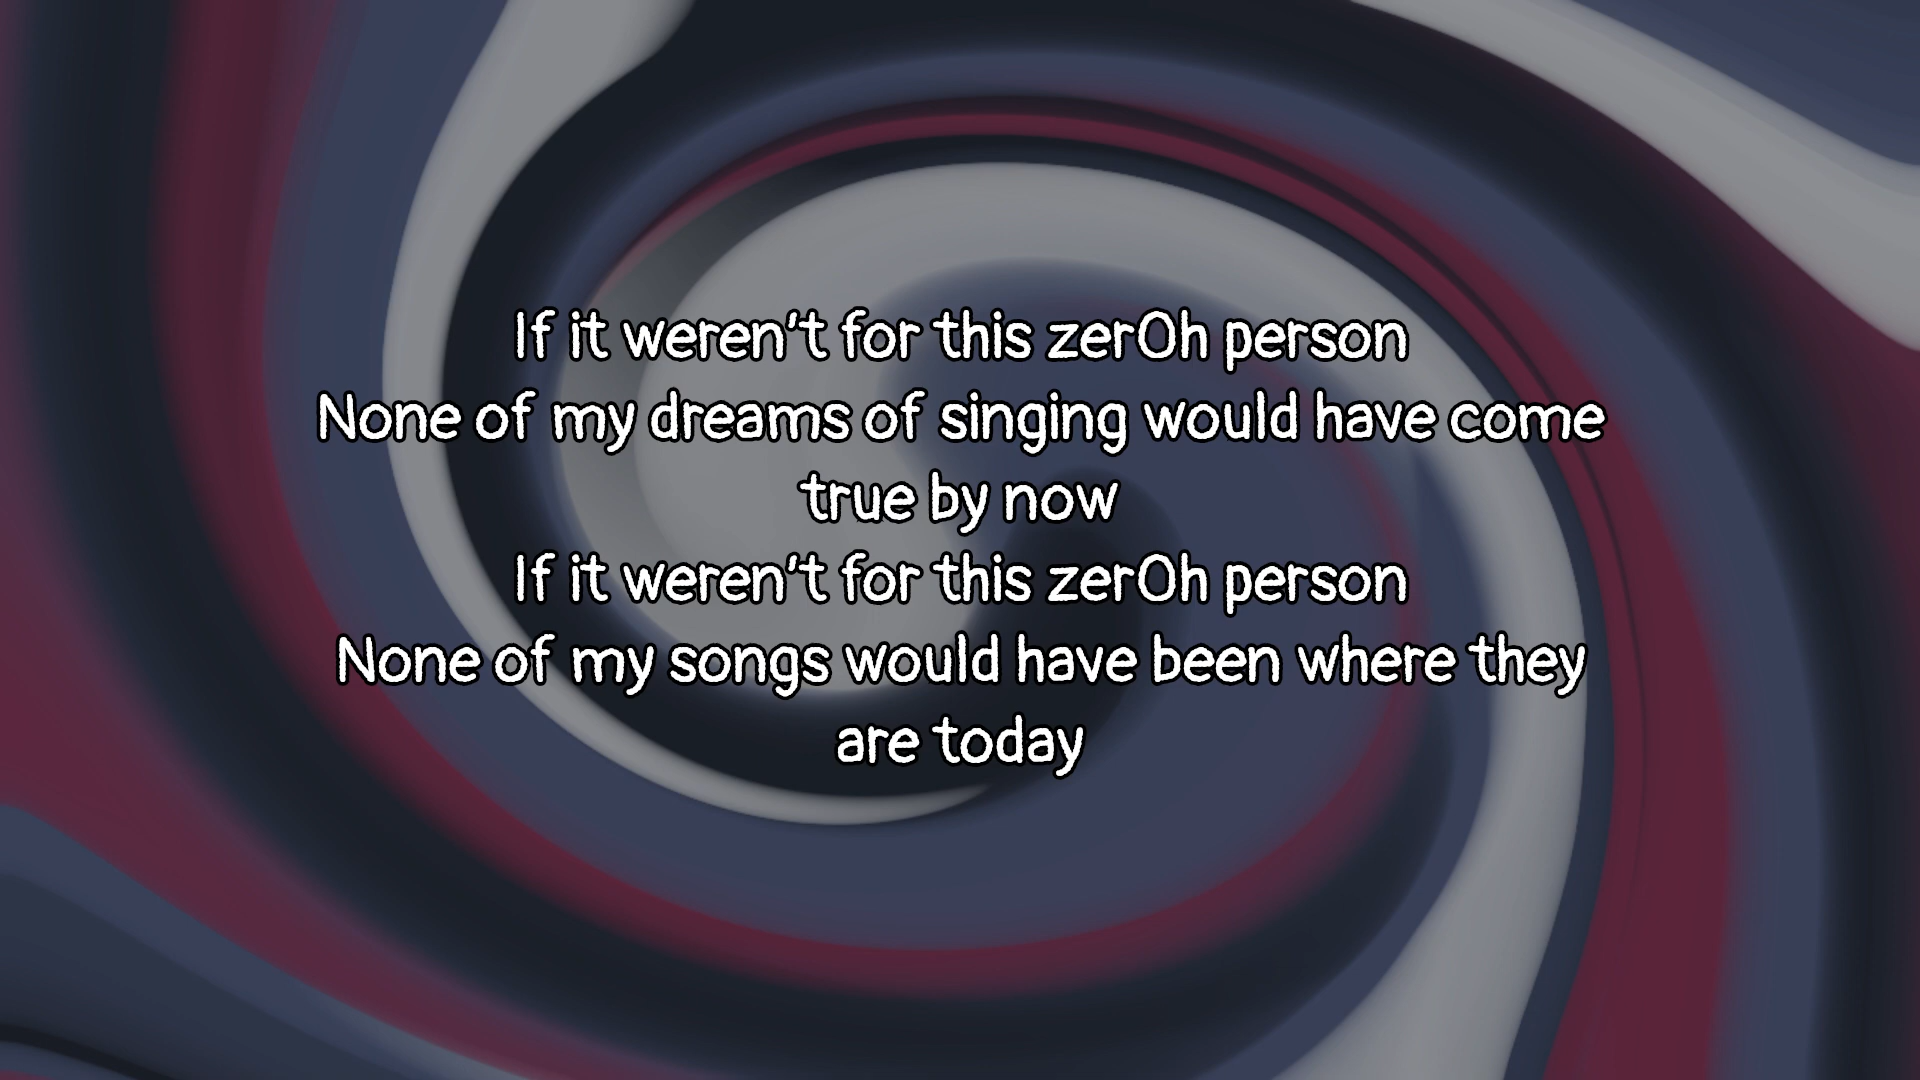 If it weren't for this zerOh person
None of my dreams of singing would have come
true by now
If it weren't for this zerOh person
None of my songs would have been where they
are today